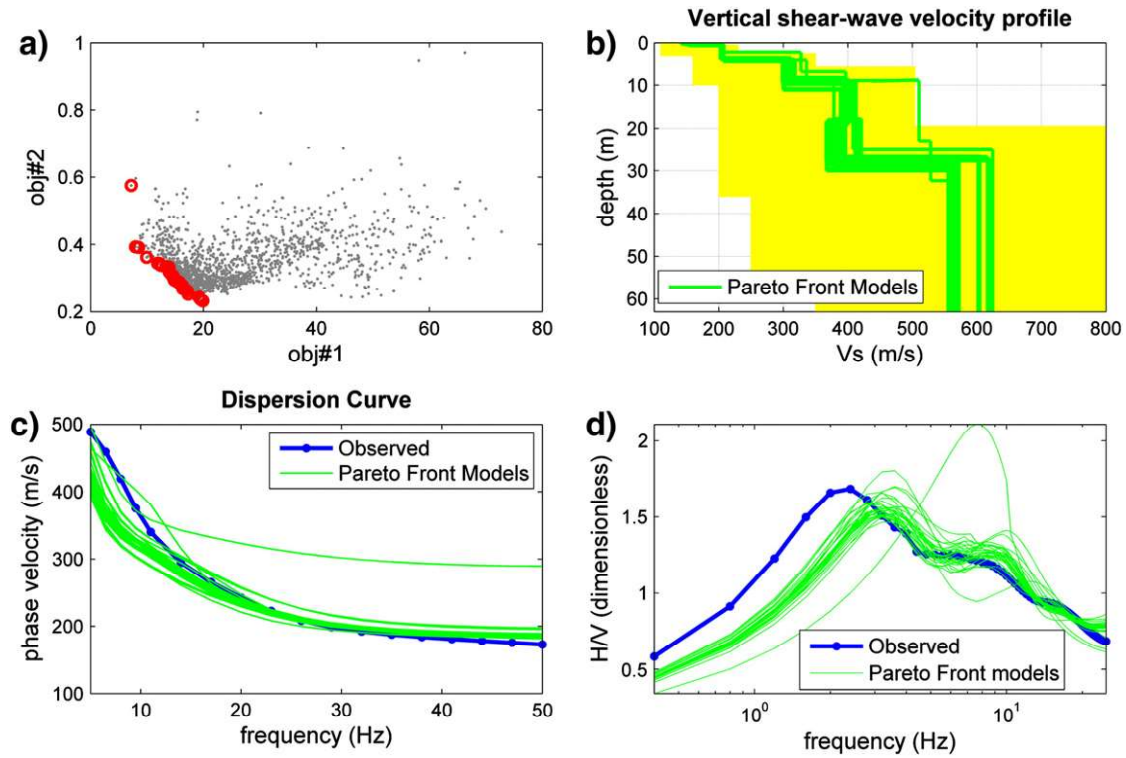 a)
1
0.8
0.6
0.4
0.2
obj#2
0 20 40 60 80
obj#1
Vertical shear-wave velocity profile
b)
0
10
20
30
40
50
60
depth (m)
Pareto Front Models
100 200 300 400 500 600 700 800
Vs (m/s)
Dispersion Curve
c)
500
400
300
200
100
phase velocity (m/s)
Observed
Pareto Front Models
10 20 30 40 50
frequency (Hz)
d)
2
1.5
1
0.5
H/V (dimensionless)
Observed
Pareto Front models
10^0 10^1
frequency (Hz)